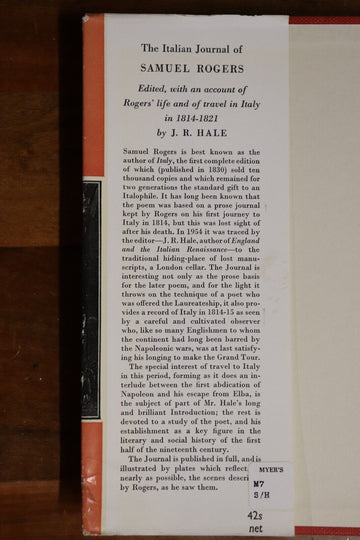 The Italian Journal of
SAMUEL ROGERS
Edited, with an account of
Rogers' life and of travel in Italy
in 1814-1821
by J. R. HALE
Samuel Rogers is best known as the
author of Italy, the first complete edition
of which (published in 1830) sold ten
thousand copies and which remained for
two generations the standard gift to an
Italophile. It has long been known that
the poem was based on a prose journal
kept by Rogers on his first journey to
Italy in 1814, but this was lost sight of
after his death. In 1954 it was traced by
the editor—J. R. Hale, author of England
and the Italian Renaissance—to the
traditional hiding-place of lost manu-
scripts, a London cellar. The Journal is
interesting not only as the prose basis
for the later poem, and for the light it
throws on the technique of a poet who
was offered the Laureateship, it also pro-
vides a record of Italy in 1814-15 as seen
by a careful and cultivated observer
who, like so many Englishmen to whom
the continent had long been barred by
the Napoleonic wars, was at last satisfy-
ing his longing to make the Grand Tour.
The special interest of travel to Italy
in this period, forming as it does an in-
terlude between the first abdication of
Napoleon and his escape from Elba, is
the subject of part of Mr. Hale's long
and brilliant Introduction; the rest is
devoted to a study of the poet, and his
establishment as a key figure in the
literary and social history of the first
half of the nineteenth century.
The Journal is published in full, and is
illustrated by plates which reflect,
nearly as possible, the scenes descri
by Rogers, as he saw them.
MYER'S
M7
S/H
42s
net